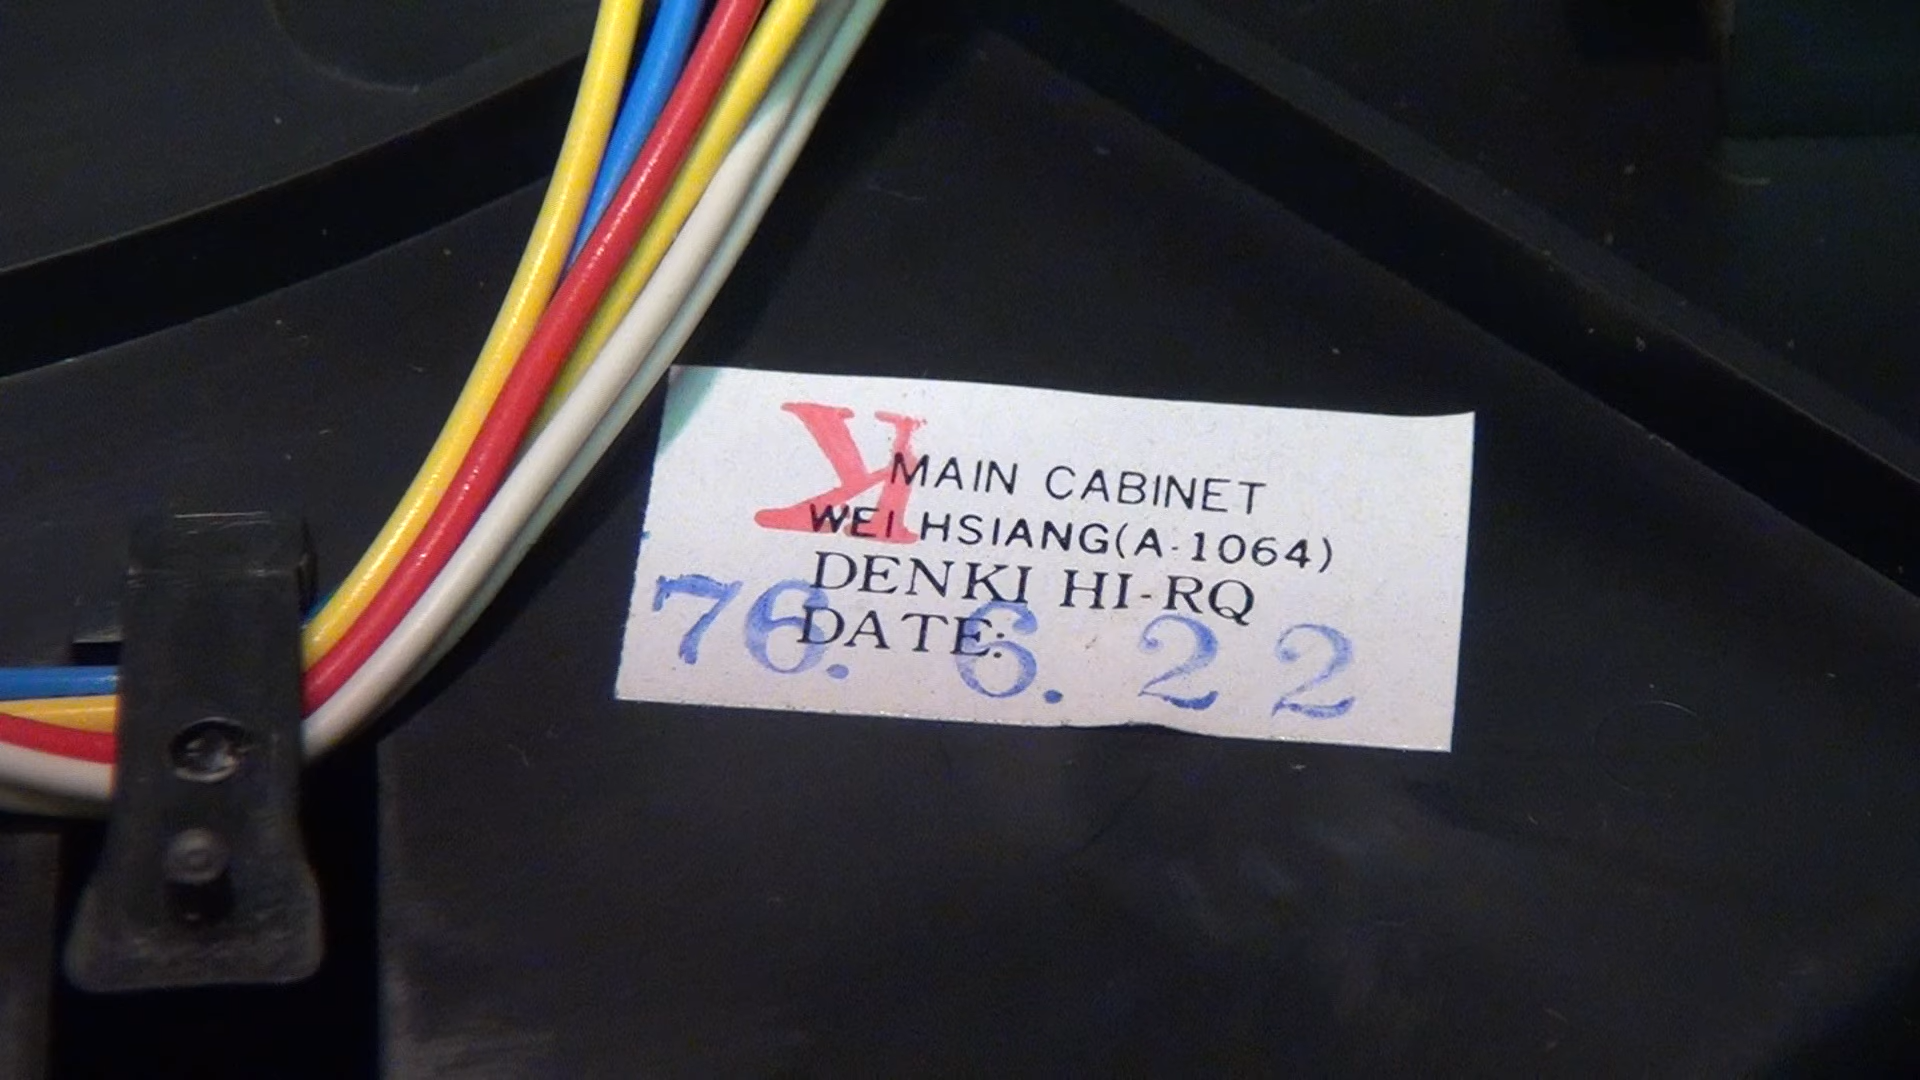 K
MAIN CABINET
WEI HSIANG(A-1064)
DENKI HI-RQ
DATE:
76. 6. 22